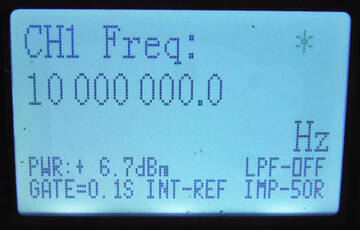 CH1 Freq: *
10 000 000.0
Hz
PWR:+ 6.7dBm LPF-OFF
GATE=0.1S INT-REF IMP-50R